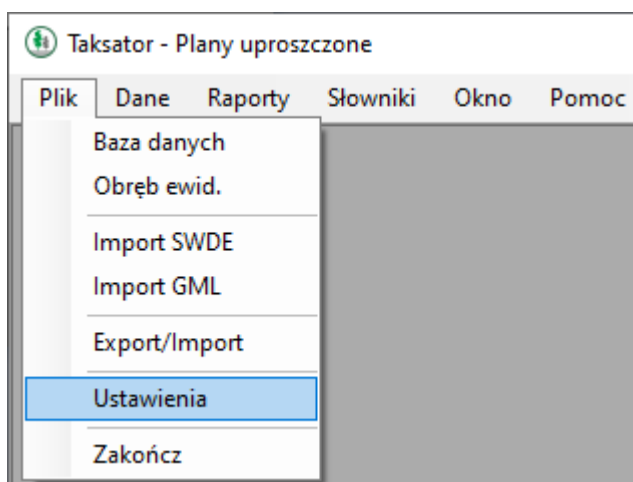 Taksator - Plany uproszczone
Plik Dane Raporty Słowniki Okno Pomoc
Baza danych
Obręb ewid.
Import SWDE
Import GML
Export/Import
Ustawienia
Zakończ